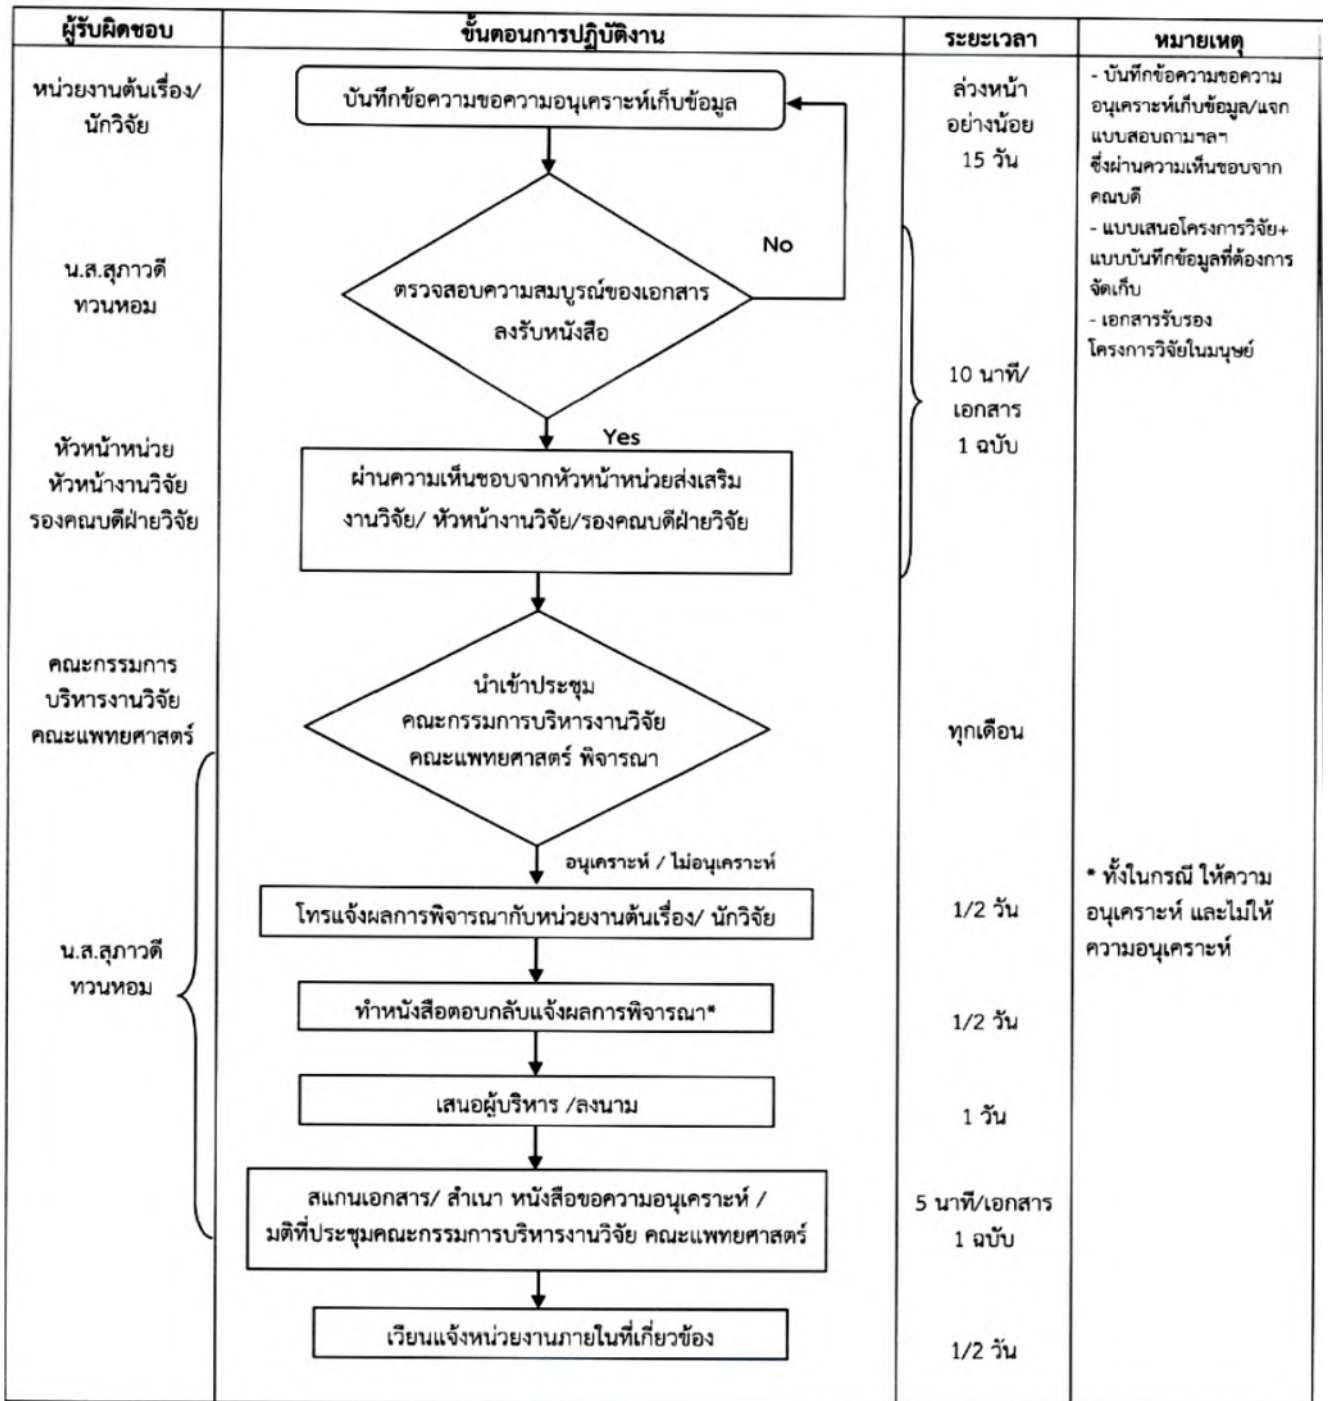 ผู้รับผิดชอบ
ขั้นตอนการปฏิบัติงาน
ระยะเวลา
หมายเหตุ
หน่วยงานต้นเรื่อง/
นักวิจัย
บันทึกข้อความขอความอนุเคราะห์เก็บข้อมูล
ล่วงหน้า
อย่างน้อย
15 วัน
- บันทึกข้อความขอความ
อนุเคราะห์เก็บข้อมูล/แจก
แบบสอบถามฯลฯ
ซึ่งผ่านความเห็นชอบจาก
คณบดี
- แบบเสนอโครงการวิจัย+
แบบบันทึกข้อมูลที่ต้องการ
จัดเก็บ
- เอกสารรับรอง
โครงการวิจัยในมนุษย์
น.ส.สุภาวดี
ทวนหอม
ตรวจสอบความสมบูรณ์ของเอกสาร
ลงรับหนังสือ
No
Yes
10 นาที/
เอกสาร
1 ฉบับ
หัวหน้าหน่วย
หัวหน้างานวิจัย
รองคณบดีฝ่ายวิจัย
ผ่านความเห็นชอบจากหัวหน้าหน่วยส่งเสริม
งานวิจัย/ หัวหน้างานวิจัย/รองคณบดีฝ่ายวิจัย
คณะกรรมการ
บริหารงานวิจัย
คณะแพทยศาสตร์
นำเข้าประชุม
คณะกรรมการบริหารงานวิจัย
คณะแพทยศาสตร์ พิจารณา
ทุกเดือน
อนุเคราะห์ / ไม่อนุเคราะห์
น.ส.สุภาวดี
ทวนหอม
โทรแจ้งผลการพิจารณากับหน่วยงานต้นเรื่อง/ นักวิจัย
1/2 วัน
* ทั้งในกรณี ให้ความ
อนุเคราะห์ และไม่ให้
ความอนุเคราะห์
ทำหนังสือตอบกลับแจ้งผลการพิจารณา*
1/2 วัน
เสนอผู้บริหาร /ลงนาม
1 วัน
สแกนเอกสาร/ สำเนา หนังสือขอความอนุเคราะห์ /
มติที่ประชุมคณะกรรมการบริหารงานวิจัย คณะแพทยศาสตร์
5 นาที/เอกสาร
1 ฉบับ
เวียนแจ้งหน่วยงานภายในที่เกี่ยวข้อง
1/2 วัน